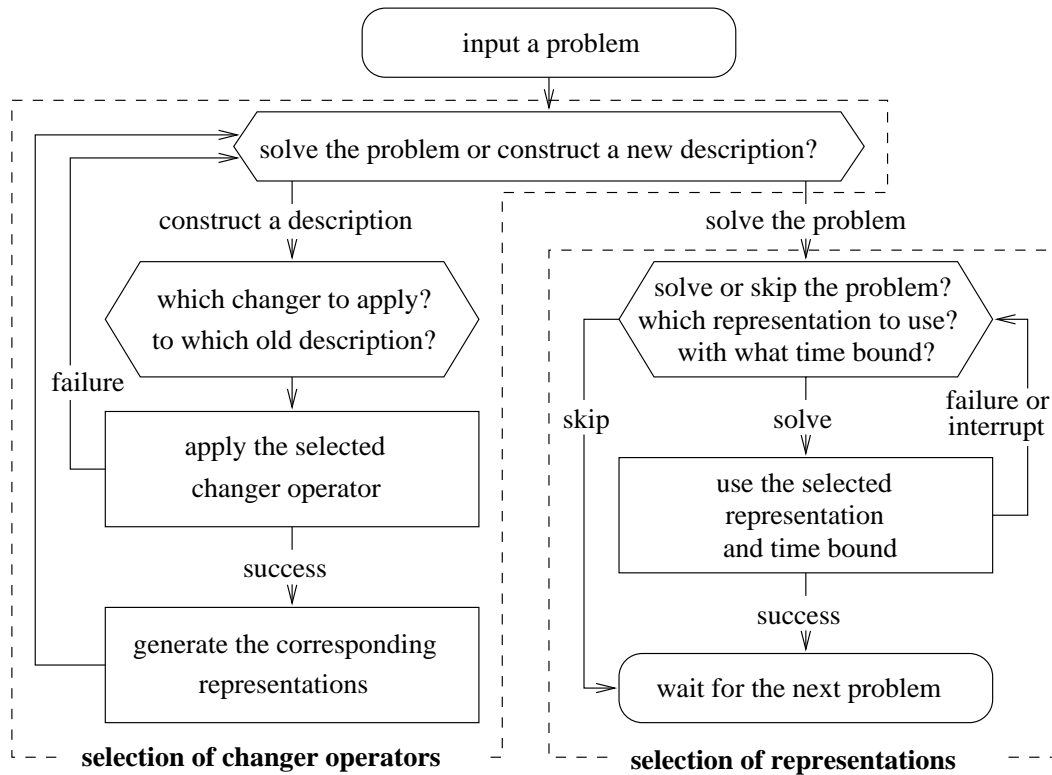 input a problem
solve the problem or construct a new description?
construct a description
which changer to apply?
to which old description?
failure
apply the selected
changer operator
success
generate the corresponding
representations
selection of changer operators
solve the problem
solve or skip the problem?
which representation to use?
with what time bound?
skip
solve
failure or
interrupt
use the selected
representation
and time bound
success
wait for the next problem
selection of representations